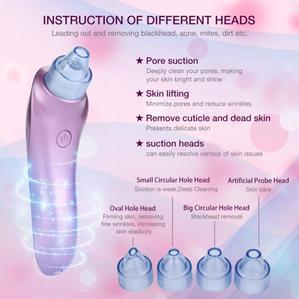 INSTRUCTION OF DIFFERENT HEADS
Leading out and removing blackhead, acne, mites, dirt etc.
★ Pore suction
Deeply clean your pores, making
your skin bright and shine
★ Skin lifting
Minimize pores and reduce wrinkles
★ Remove cuticle and dead skin
Presents delicate skin
★ suction heads
can easily resolve various of skin issues
Small Circular Hole Head
Suction is weak,Deep Cleaning
Artificial Probe Head
Skin care
Oval Hole Head
Firming skin, removing
fine wrinkles, increasing
skin elasticity
Big Circular Hole Head
Blackhead removal